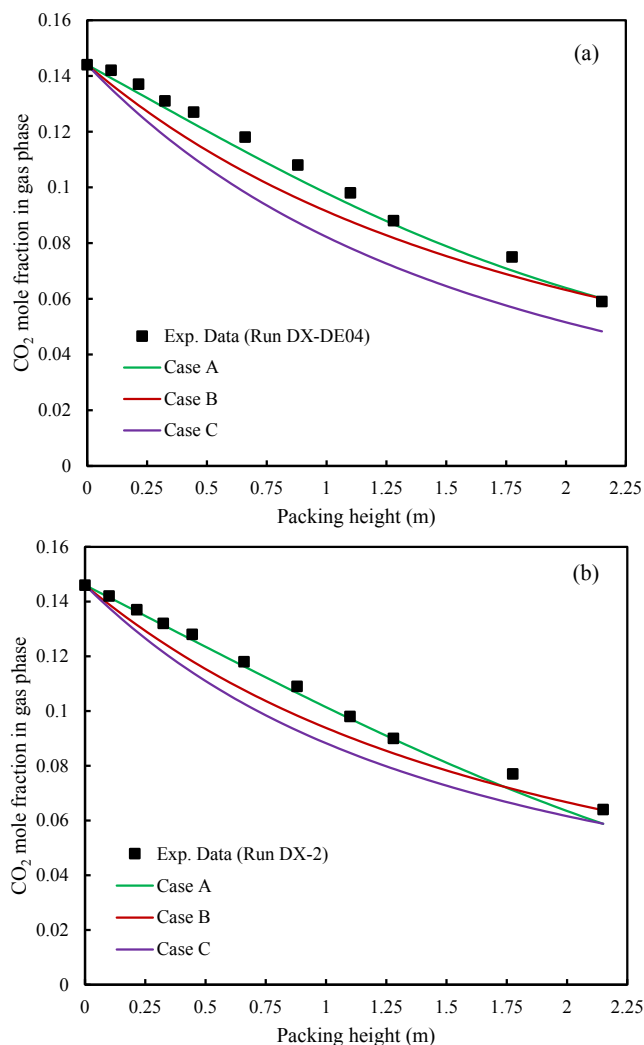 (a)
0.16
0.14
0.12
0.1
0.08
0.06
0.04
0.02
0
CO2 mole fraction in gas phase
Exp. Data (Run DX-DE04)
Case A
Case B
Case C
0 0.25 0.5 0.75 1 1.25 1.5 1.75 2 2.25
Packing height (m)
(b)
0.16
0.14
0.12
0.1
0.08
0.06
0.04
0.02
0
CO2 mole fraction in gas phase
Exp. Data (Run DX-2)
Case A
Case B
Case C
0 0.25 0.5 0.75 1 1.25 1.5 1.75 2 2.25
Packing height (m)